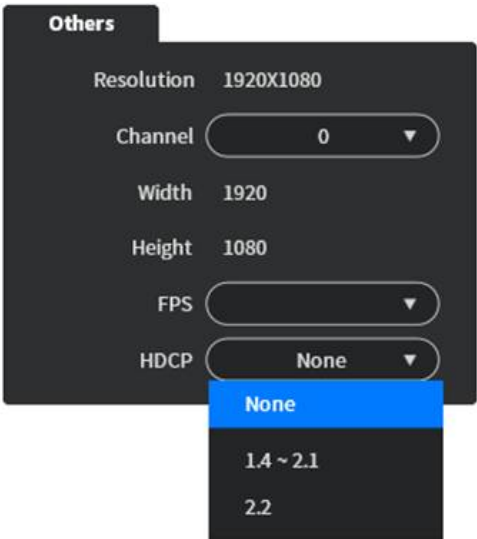 Others
Resolution 1920X1080
Channel 0 ▼
Width 1920
Height 1080
FPS ▼
HDCP None ▼
None
1.4 ~ 2.1
2.2